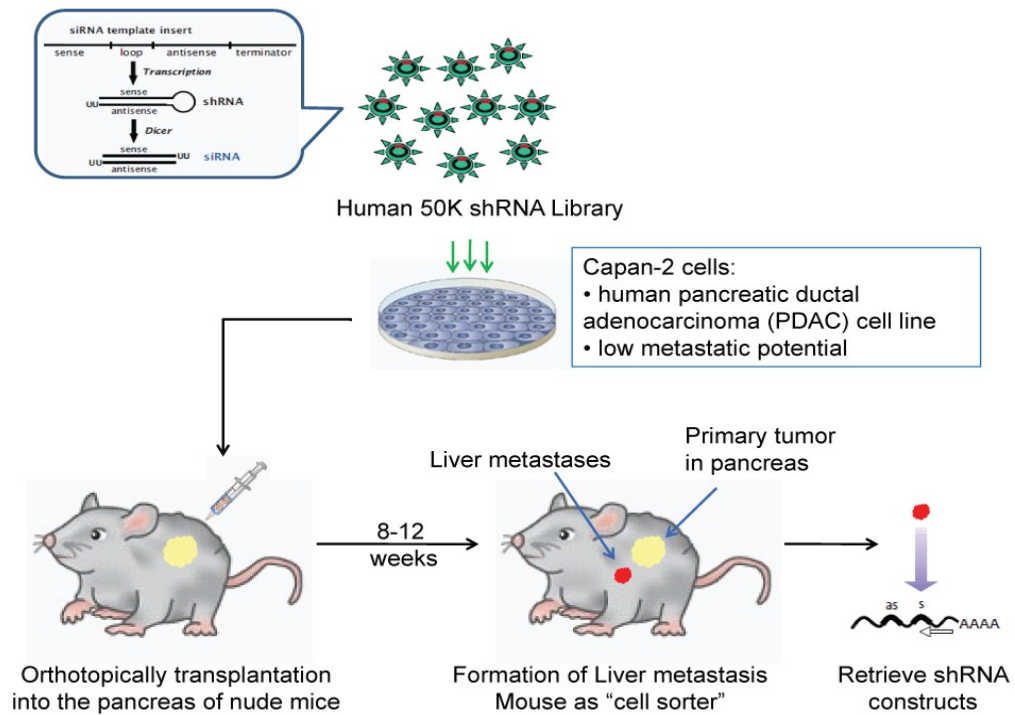 siRNA template insert
sense loop antisense terminator
Transcription
sense
UU shRNA
antisense
Dicer
sense
UU siRNA
UU
antisense
Human 50K shRNA Library
Capan-2 cells:
• human pancreatic ductal
adenocarcinoma (PDAC) cell line
• low metastatic potential
Liver metastases
Primary tumor
in pancreas
8-12
weeks
as s
AAAA
Orthotopically transplantation
into the pancreas of nude mice
Formation of Liver metastasis
Mouse as “cell sorter”
Retrieve shRNA
constructs